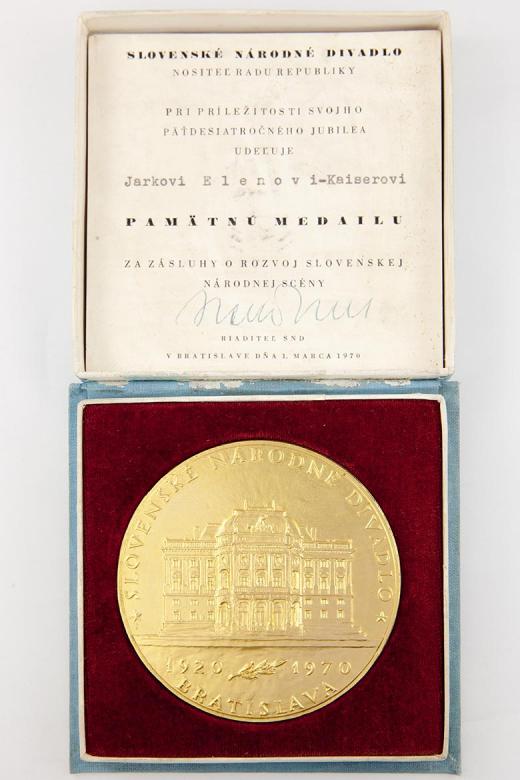 SLOVENSKÉ NÁRODNÉ DIVADLO
NOSITEĽ RADU REPUBLIKY
PRI PRÍLEŽITOSTI SVOJHO
PÄŤDESIATROČNÉHO JUBILEA
UDEĽUJE
Jarkovi Elenovi-Kaiserovi
PAMÄTNÚ MEDAILU
ZA ZÁSLUHY O ROZVOJ SLOVENSKEJ
NÁRODNEJ SCÉNY
RIADITEĽ SND
V BRATISLAVE DŇA 1. MARCA 1970
SLOVENSKÉ NÁRODNÉ DIVADLO
1920 1970
BRATISLAVA